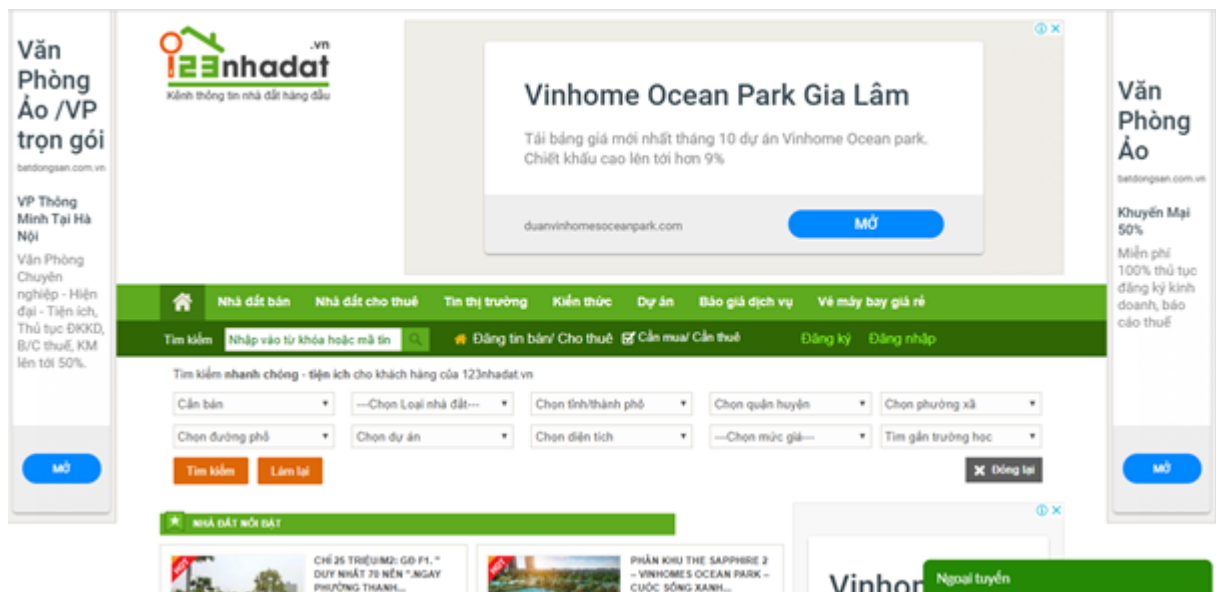 Văn
Phòng
Ảo /VP
trọn gói
batdongsan.com.vn
VP Thông
Minh Tại Hà
Nội
Văn Phòng
Chuyên
nghiệp - Hiện
đại - Tiện ích,
Thủ tục ĐKKD,
B/C thuế, KM
lên tới 50%.
MỞ
123nhadat.vn
Kênh thông tin nhà đất hàng đầu
Vinhome Ocean Park Gia Lâm
Tải bảng giá mới nhất tháng 10 dự án Vinhome Ocean park.
Chiết khấu cao lên tới hơn 9%
duanvinhomesoceanpark.com MỞ
Văn
Phòng
Ảo
batdongsan.com.vn
Khuyến Mại
50%
Miễn phí
100% thủ tục
đăng ký kinh
doanh, báo
cáo thuế
MỞ
Nhà đất bán Nhà đất cho thuê Tin thị trường Kiến thức Dự án Báo giá dịch vụ Vé máy bay giá rẻ
Tìm kiếm Nhập vào từ khóa hoặc mã tin Đăng tin bán/ Cho thuê Cần mua/ Cần thuê Đăng ký Đăng nhập
Tìm kiếm nhanh chóng - tiện ích cho khách hàng của 123nhadat.vn
Cần bán ---Chọn Loại nhà đất--- Chọn tỉnh/thành phố Chọn quận huyện Chọn phường xã
Chọn đường phố Chọn dự án Chọn diện tích ---Chọn mức giá--- Tìm gần trường học
Tìm kiếm Làm lại X Đóng lại
NHÀ ĐẤT NỔI BẬT
HOT
CHỈ 25 TRIỆU/M2: GĐ F1. "
DUY NHẤT 70 NỀN ".NGAY
PHƯỜNG THẠNH...
HOT
PHÂN KHU THE SAPPHIRE 2
– VINHOMES OCEAN PARK –
CUỘC SỐNG XANH...
Vinhor
Ngoại tuyến